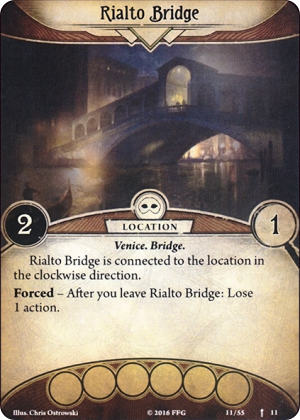 Rialto Bridge
2
LOCATION
1
Venice. Bridge.
Rialto Bridge is connected to the location in
the clockwise direction.
Forced – After you leave Rialto Bridge: Lose
1 action.
Illus. Chris Ostrowski
© 2016 FFG
11/55
11